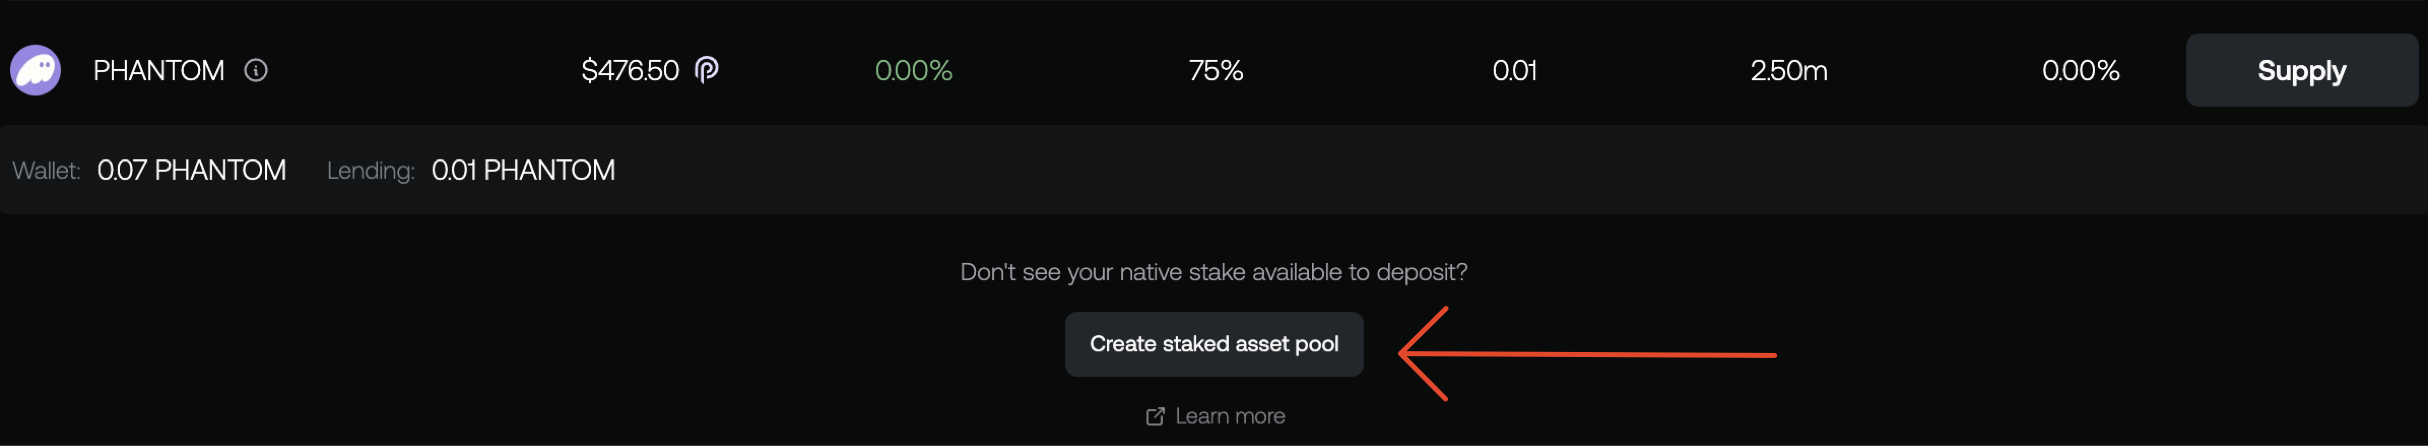 PHANTOM $476.50 0.00% 75% 0.01 2.50m 0.00% Supply
Wallet: 0.07 PHANTOM Lending: 0.01 PHANTOM
Don't see your native stake available to deposit?
Create staked asset pool
Learn more